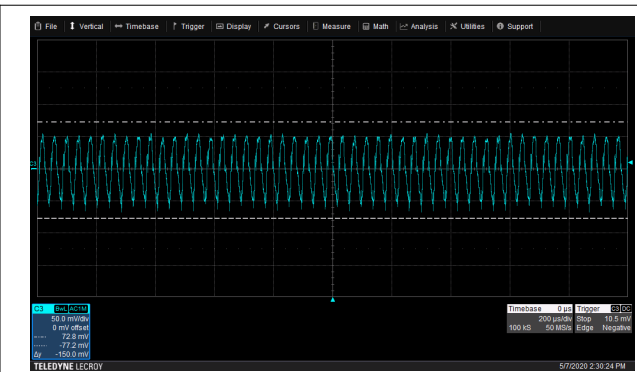 File Vertical Timebase Trigger Display Cursors Measure Math Analysis Utilities Support
C3
C3 BwL AC1M
50.0 mV/div
0 mV offset
72.8 mV
-77.2 mV
Δy -150.0 mV
Timebase 0 µs
200 µs/div
100 kS 50 MS/s
Trigger C3 DC
Stop 10.5 mV
Edge Negative
TELEDYNE LECROY
5/7/2020 2:30:24 PM